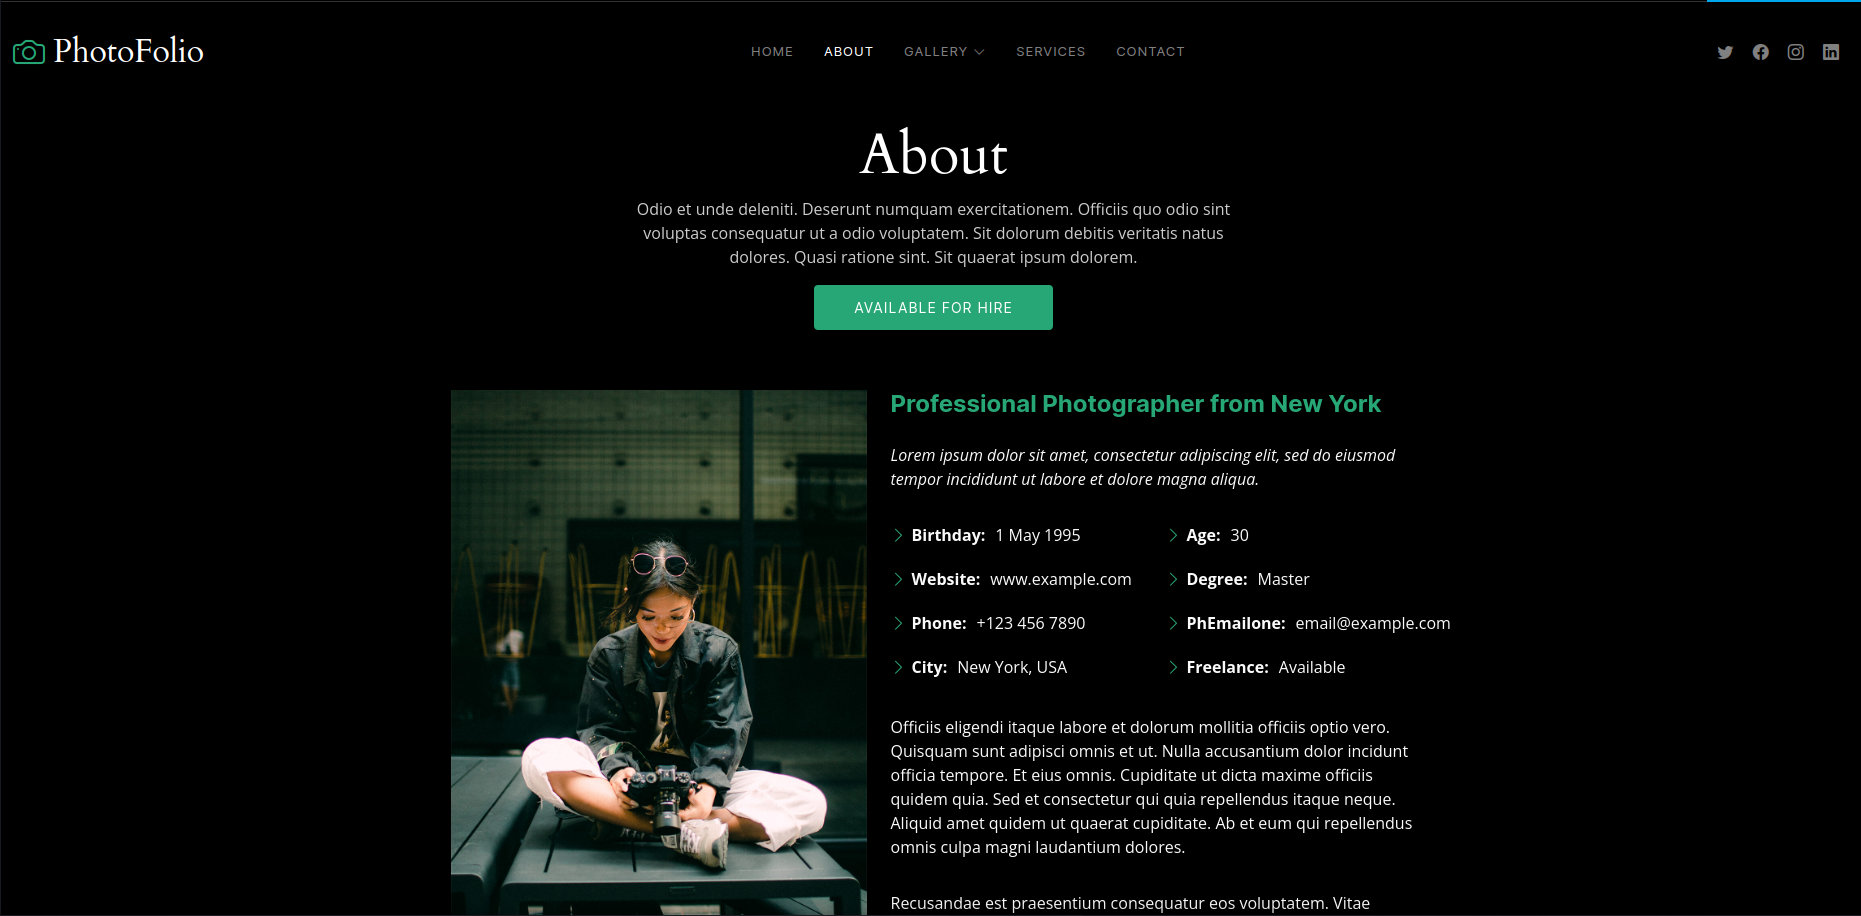 PhotoFolio
HOME ABOUT GALLERY SERVICES CONTACT
About
Odio et unde deleniti. Deserunt numquam exercitationem. Officiis quo odio sint
voluptas consequatur ut a odio voluptatem. Sit dolorum debitis veritatis natus
dolores. Quasi ratione sint. Sit quaerat ipsum dolorem.
AVAILABLE FOR HIRE
Professional Photographer from New York
Lorem ipsum dolor sit amet, consectetur adipiscing elit, sed do eiusmod
tempor incididunt ut labore et dolore magna aliqua.
Birthday: 1 May 1995
Age: 30
Website: www.example.com
Degree: Master
Phone: +123 456 7890
PhEmailone: email@example.com
City: New York, USA
Freelance: Available
Officiis eligendi itaque labore et dolorum mollitia officiis optio vero.
Quisquam sunt adipisci omnis et ut. Nulla accusantium dolor incidunt
officia tempore. Et eius omnis. Cupiditate ut dicta maxime officiis
quidem quia. Sed et consectetur qui quia repellendus itaque neque.
Aliquid amet quidem ut quaerat cupiditate. Ab et eum qui repellendus
omnis culpa magni laudantium dolores.
Recusandae est praesentium consequatur eos voluptatem. Vitae